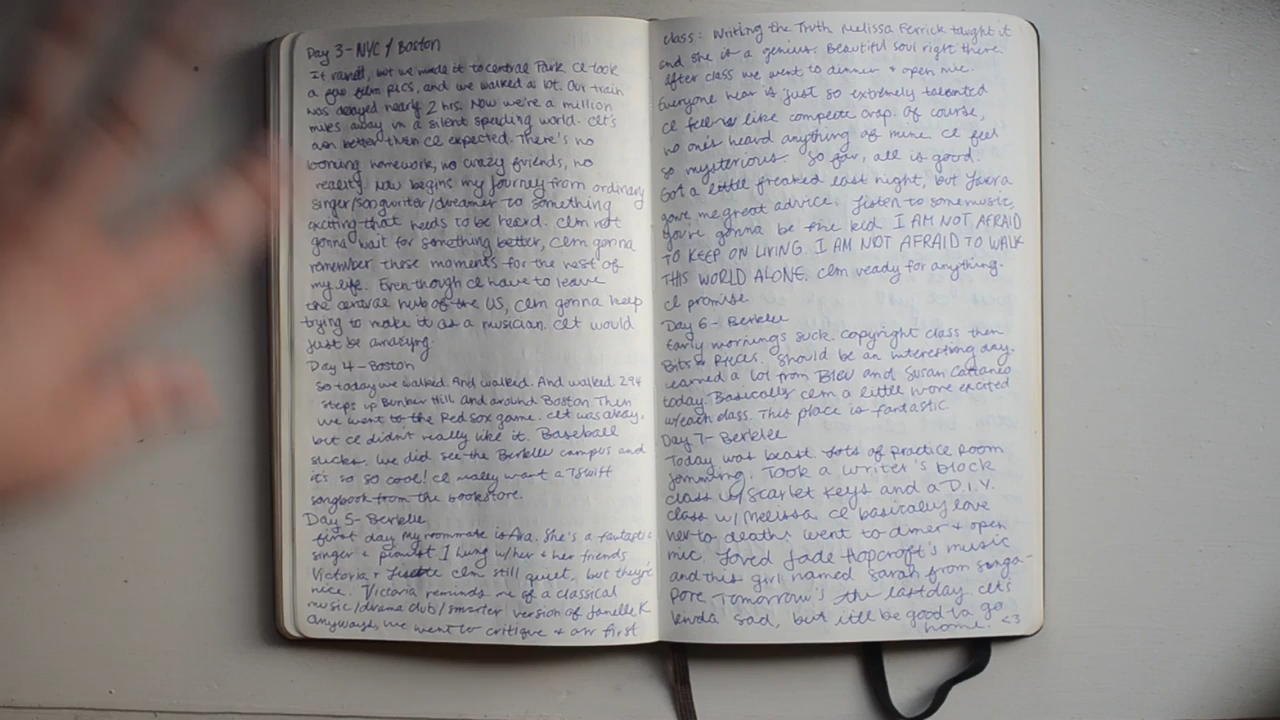 Day 3 - NYC / Boston
It rained, but we made it to Central Park. I took
a few film pics, and we walked a lot. Our train
was delayed nearly 2 hrs. Now we're a million
miles away in a silent speeding world. It's
even better than I expected. There's no
looming homework, no crazy friends, no
reality. Now begins my journey from ordinary
singer/songwriter/dreamer to something
exciting that needs to be heard. I'm not
gonna wait for something better, I'm gonna
remember these moments for the rest of
my life. Even though I have to leave
the central hub of the US, I'm gonna keep
trying to make it as a musician. It would
just be amazing.
Day 4 - Boston
So today we walked. And walked. And walked 294
steps up Bunker Hill and around Boston. Then
we went to the Red Sox game. It was okay,
but I didn't really like it. Baseball
sucks. We did see the Berklee campus and
it's so so cool! I really want a TSwift
songbook from the bookstore.
Day 5 - Berklee
First day. My roommate is Ara. She's a fantastic
singer + pianist. I hung w/her + her friends
Victoria + I'm still quiet, but they're
nice. Victoria reminds me of a classical
music/drama club/smarter version of Janelle K
Anyways, we went to critique + our first
class: Writing the Truth. Melissa Ferrick taught it
and she is a genius. Beautiful soul right there.
After class we went to dinner + open mic.
Everyone hear is just so extremely talented
I feel like complete crap. Of course,
no one's heard anything of mine. I feel
so mysterious. So far, all is good.
Got a little freaked last night, but
gave me great advice. Listen to some music,
you're gonna be fine kid. I AM NOT AFRAID
TO KEEP ON LIVING. I AM NOT AFRAID TO WALK
THIS WORLD ALONE. I'm ready for anything.
I promise.
Day 6 - Berklee
Early mornings suck. Copyright class then
Bits & Pieces. Should be an interesting day.
Learned a lot from Bleu and Susan Cattaneo
today. Basically I'm a little more excited
w/each class. This place is fantastic.
Day 7 - Berklee
Today was beast. Lots of practice room
jamming. Took a writer's block
class w/ Scarlet Keys and a D.I.Y.
class w/ Melissa. I basically love
her to death. Went to dinner + open
mic. Loved Jade Hopcroft's music
and this girl named Sarah from Singa-
pore. Tomorrow's the last day. It's
kinda sad, but it'll be good to go
home. <3